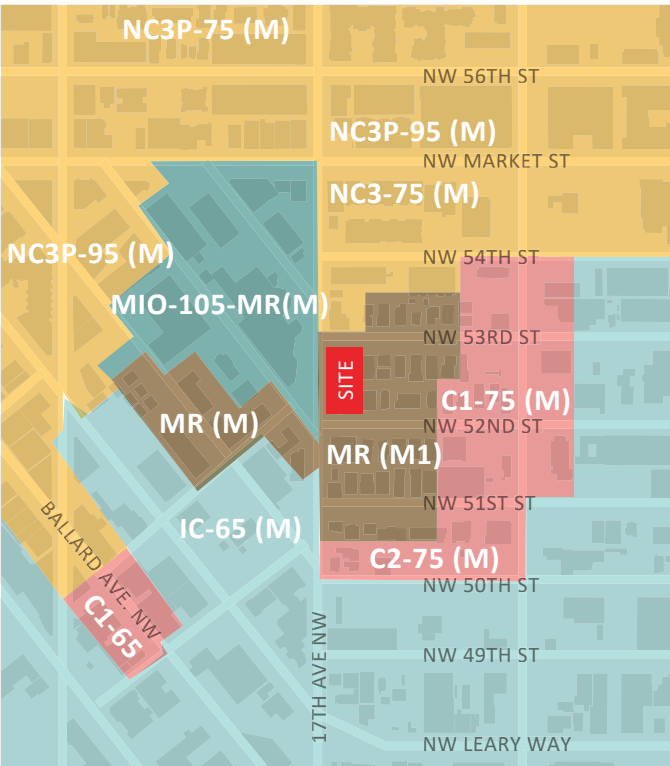 NC3P-75 (M)
NW 56TH ST
NC3P-95 (M)
NW MARKET ST
NC3-75 (M)
NC3P-95 (M)
NW 54TH ST
MIO-105-MR(M)
NW 53RD ST
SITE
C1-75 (M)
MR (M)
NW 52ND ST
MR (M1)
NW 51ST ST
IC-65 (M)
BALLARD AVE. NW
C2-75 (M)
NW 50TH ST
C1-65
17TH AVE NW
NW 49TH ST
NW LEARY WAY